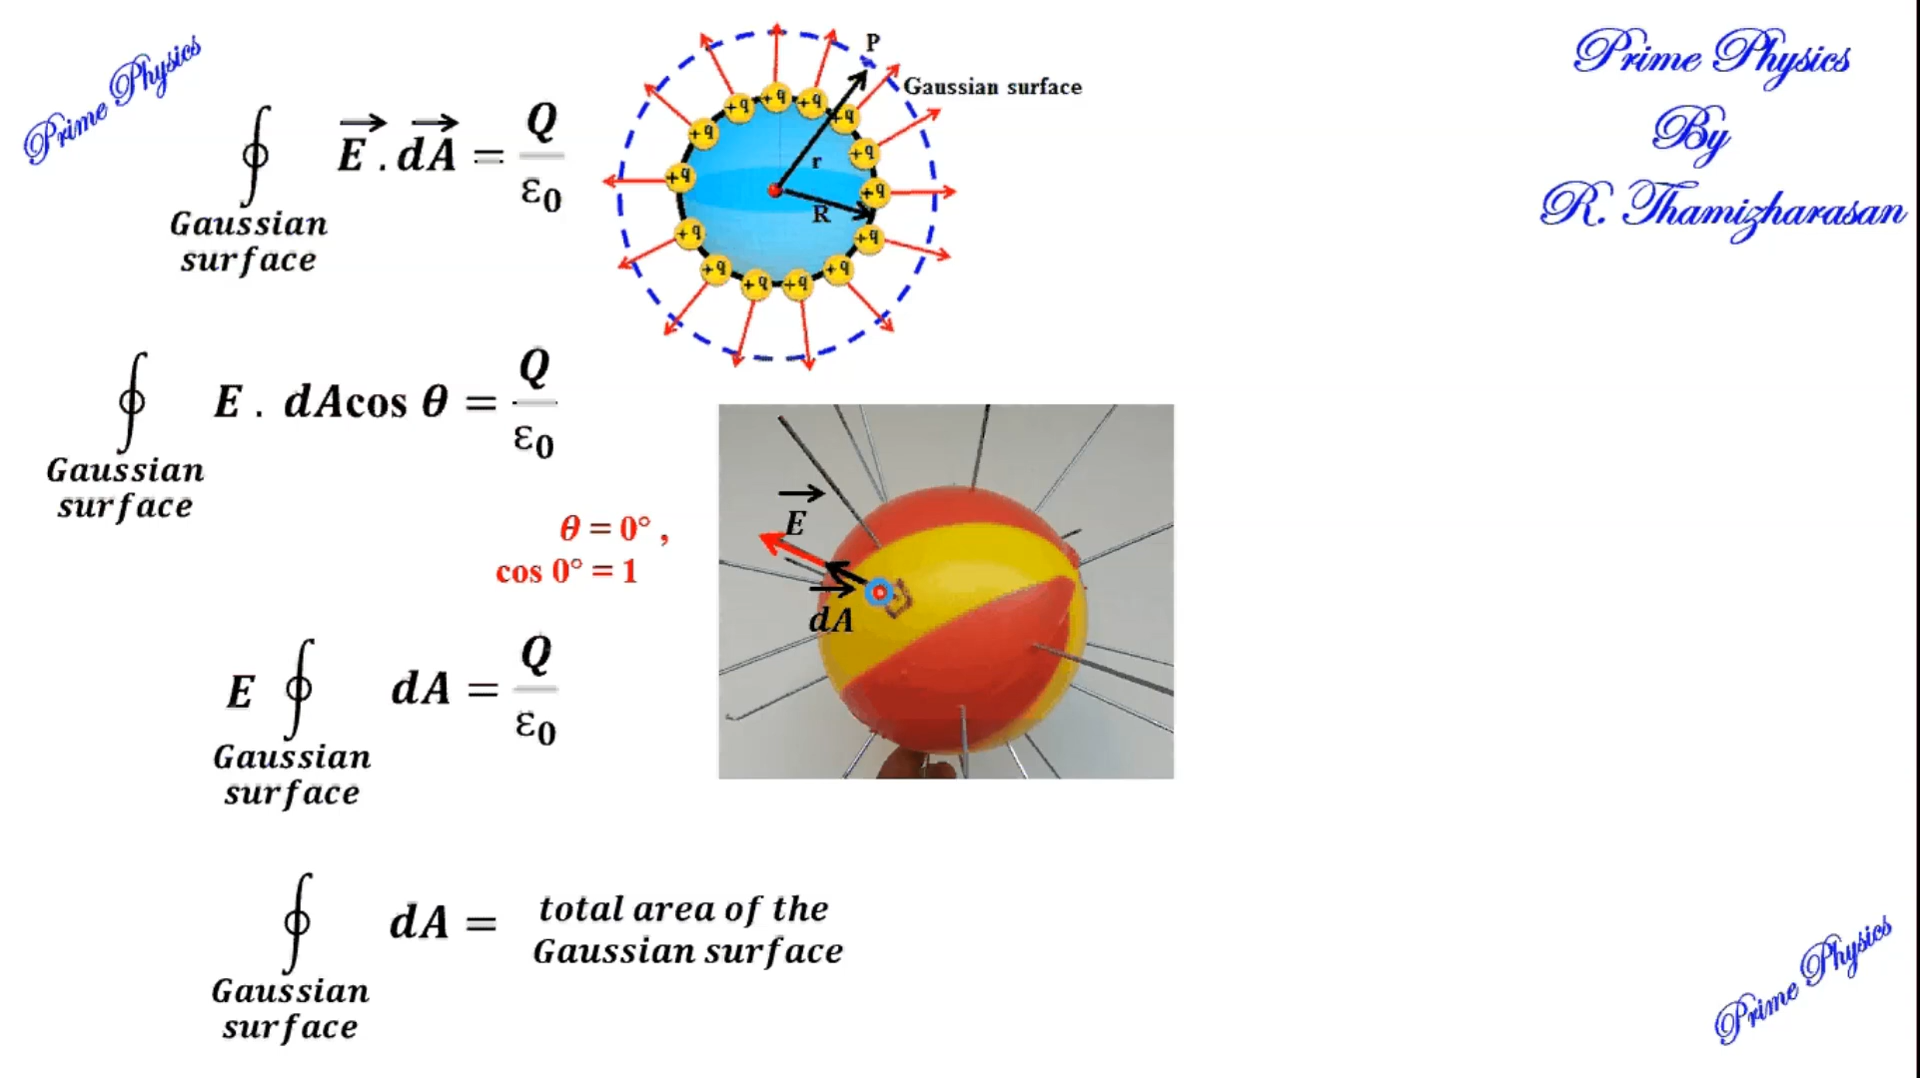 Prime Physics
Prime Physics
By
R. Thamizharasan
∮ E⃗ . dA⃗ = Q/ε₀
Gaussian
surface
P
Gaussian surface
r
R
+q +q +q +q +q +q +q +q +q +q +q +q +q +q
∮ E . dAcos θ = Q/ε₀
Gaussian
surface
θ = 0° ,
cos 0° = 1
E⃗
dA⃗
E ∮ dA = Q/ε₀
Gaussian
surface
∮ dA = total area of the
Gaussian surface
Gaussian
surface
Prime Physics